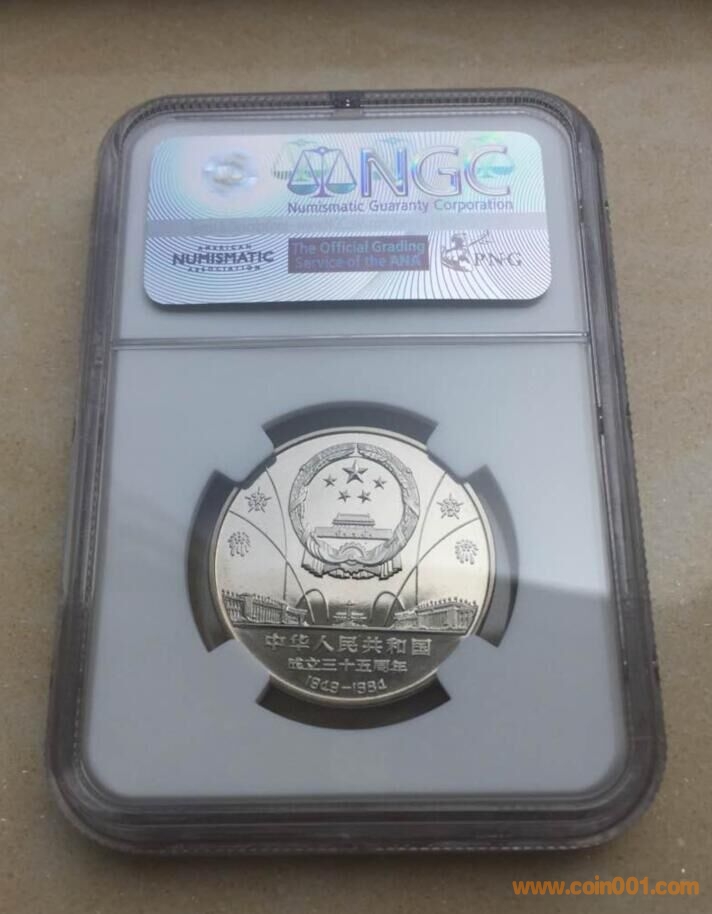 NGC
Numismatic Guaranty Corporation
AMERICAN
NUMISMATIC
ASSOCIATION
The Official Grading
Service of the ANA
PNG
中华人民共和国
成立三十五周年
1949-1984
www.coin001.com